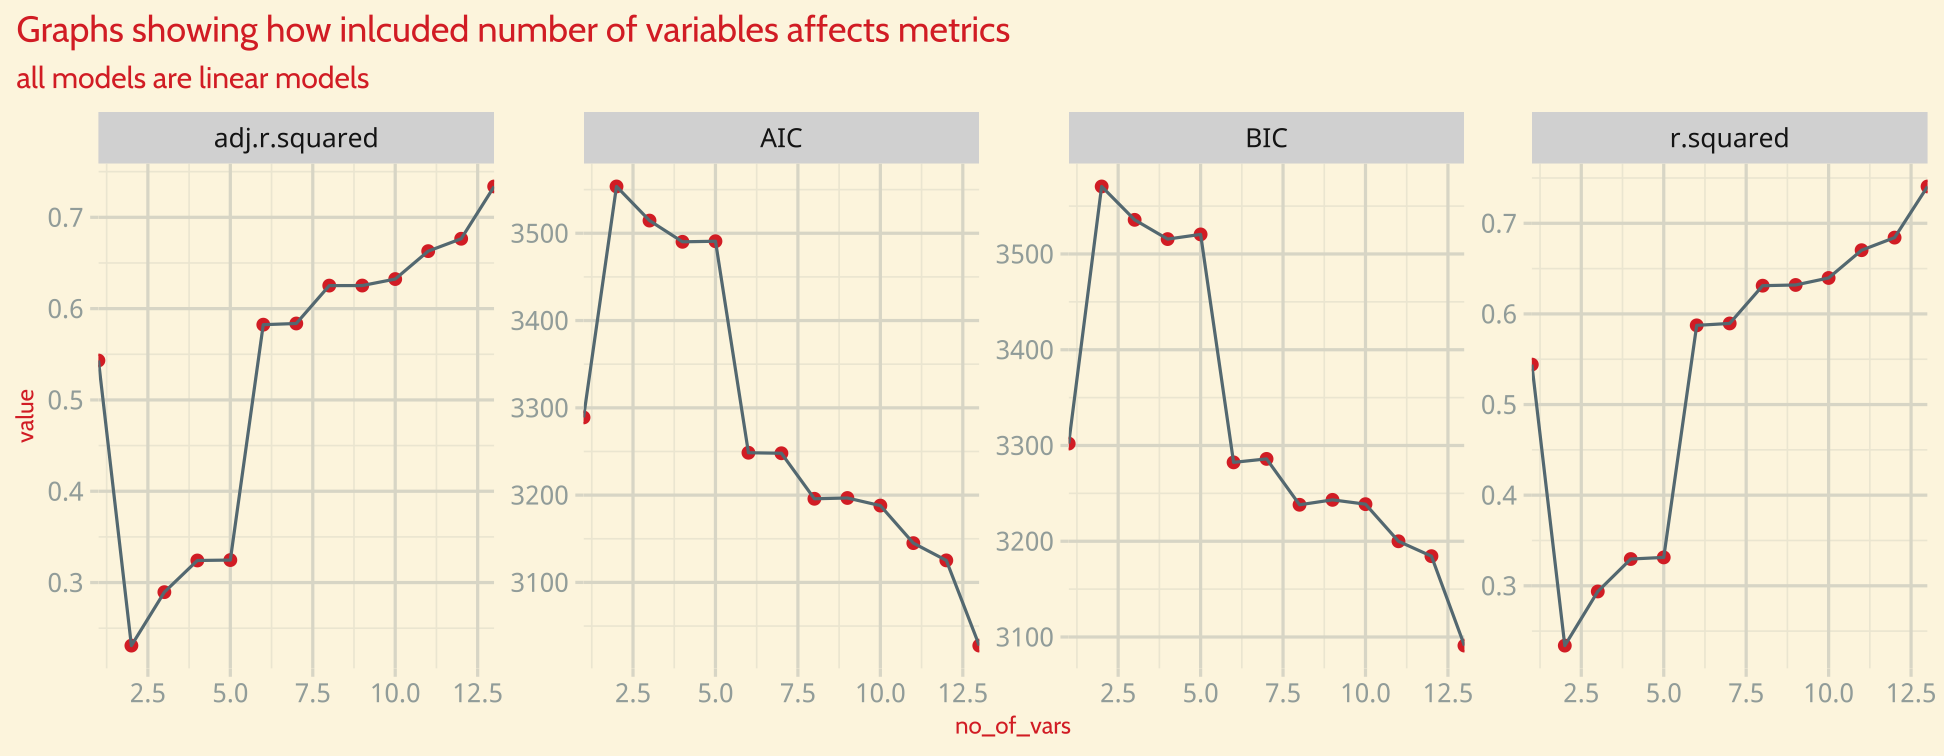 Graphs showing how inlcuded number of variables affects metrics
all models are linear models
adj.r.squared
AIC
BIC
r.squared
value
0.7
0.6
0.5
0.4
0.3
2.5 5.0 7.5 10.0 12.5
3500
3400
3300
3200
3100
2.5 5.0 7.5 10.0 12.5
3500
3400
3300
3200
3100
2.5 5.0 7.5 10.0 12.5
0.7
0.6
0.5
0.4
0.3
2.5 5.0 7.5 10.0 12.5
no_of_vars